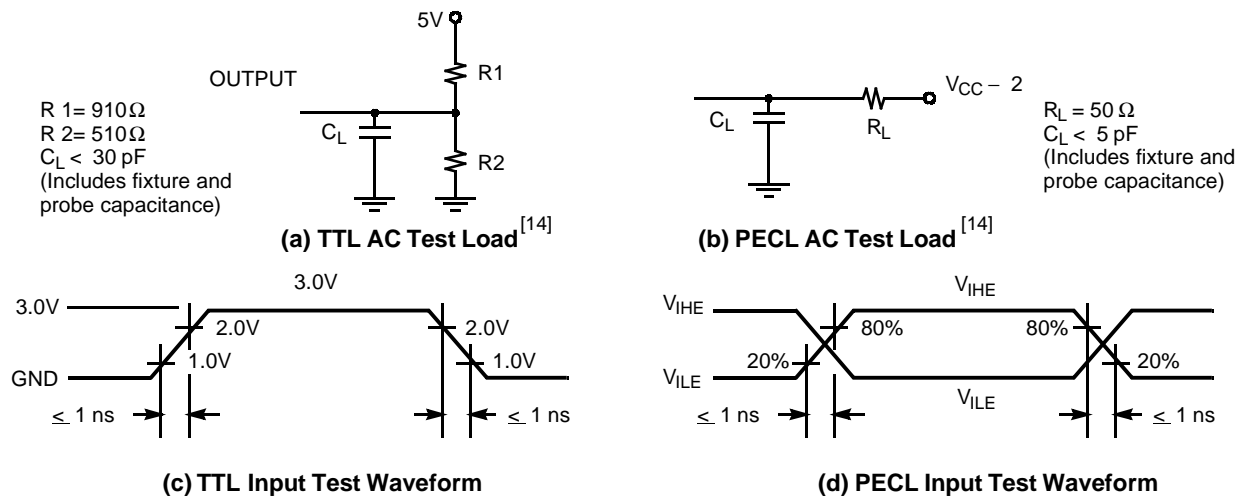 5V
R1
OUTPUT
R 1= 910Ω
R 2= 510Ω
C_L < 30 pF
(Includes fixture and
probe capacitance)
C_L
R2
(a) TTL AC Test Load [14]
V_CC – 2
C_L
R_L
R_L = 50 Ω
C_L < 5 pF
(Includes fixture and
probe capacitance)
(b) PECL AC Test Load [14]
3.0V
3.0V
2.0V
2.0V
1.0V
1.0V
GND
≤ 1 ns
≤ 1 ns
(c) TTL Input Test Waveform
V_IHE
V_IHE
80%
80%
20%
20%
V_ILE
V_ILE
≤ 1 ns
≤ 1 ns
(d) PECL Input Test Waveform